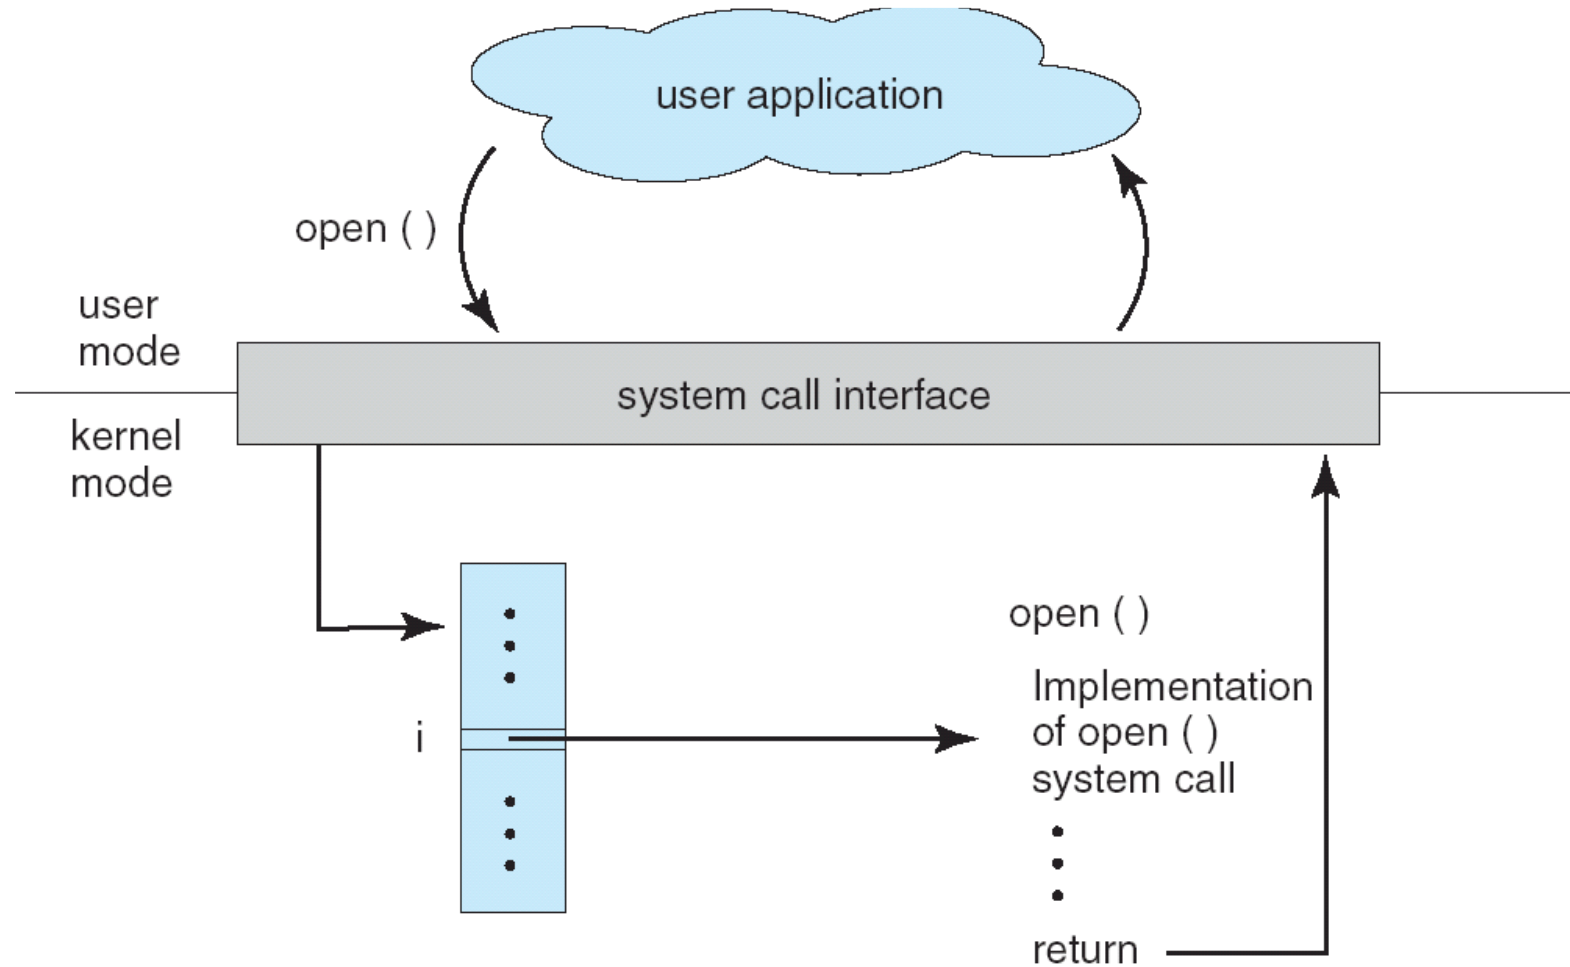 user application
open ( )
user
mode
system call interface
kernel
mode
open ( )
Implementation
of open ( )
system call
i
return